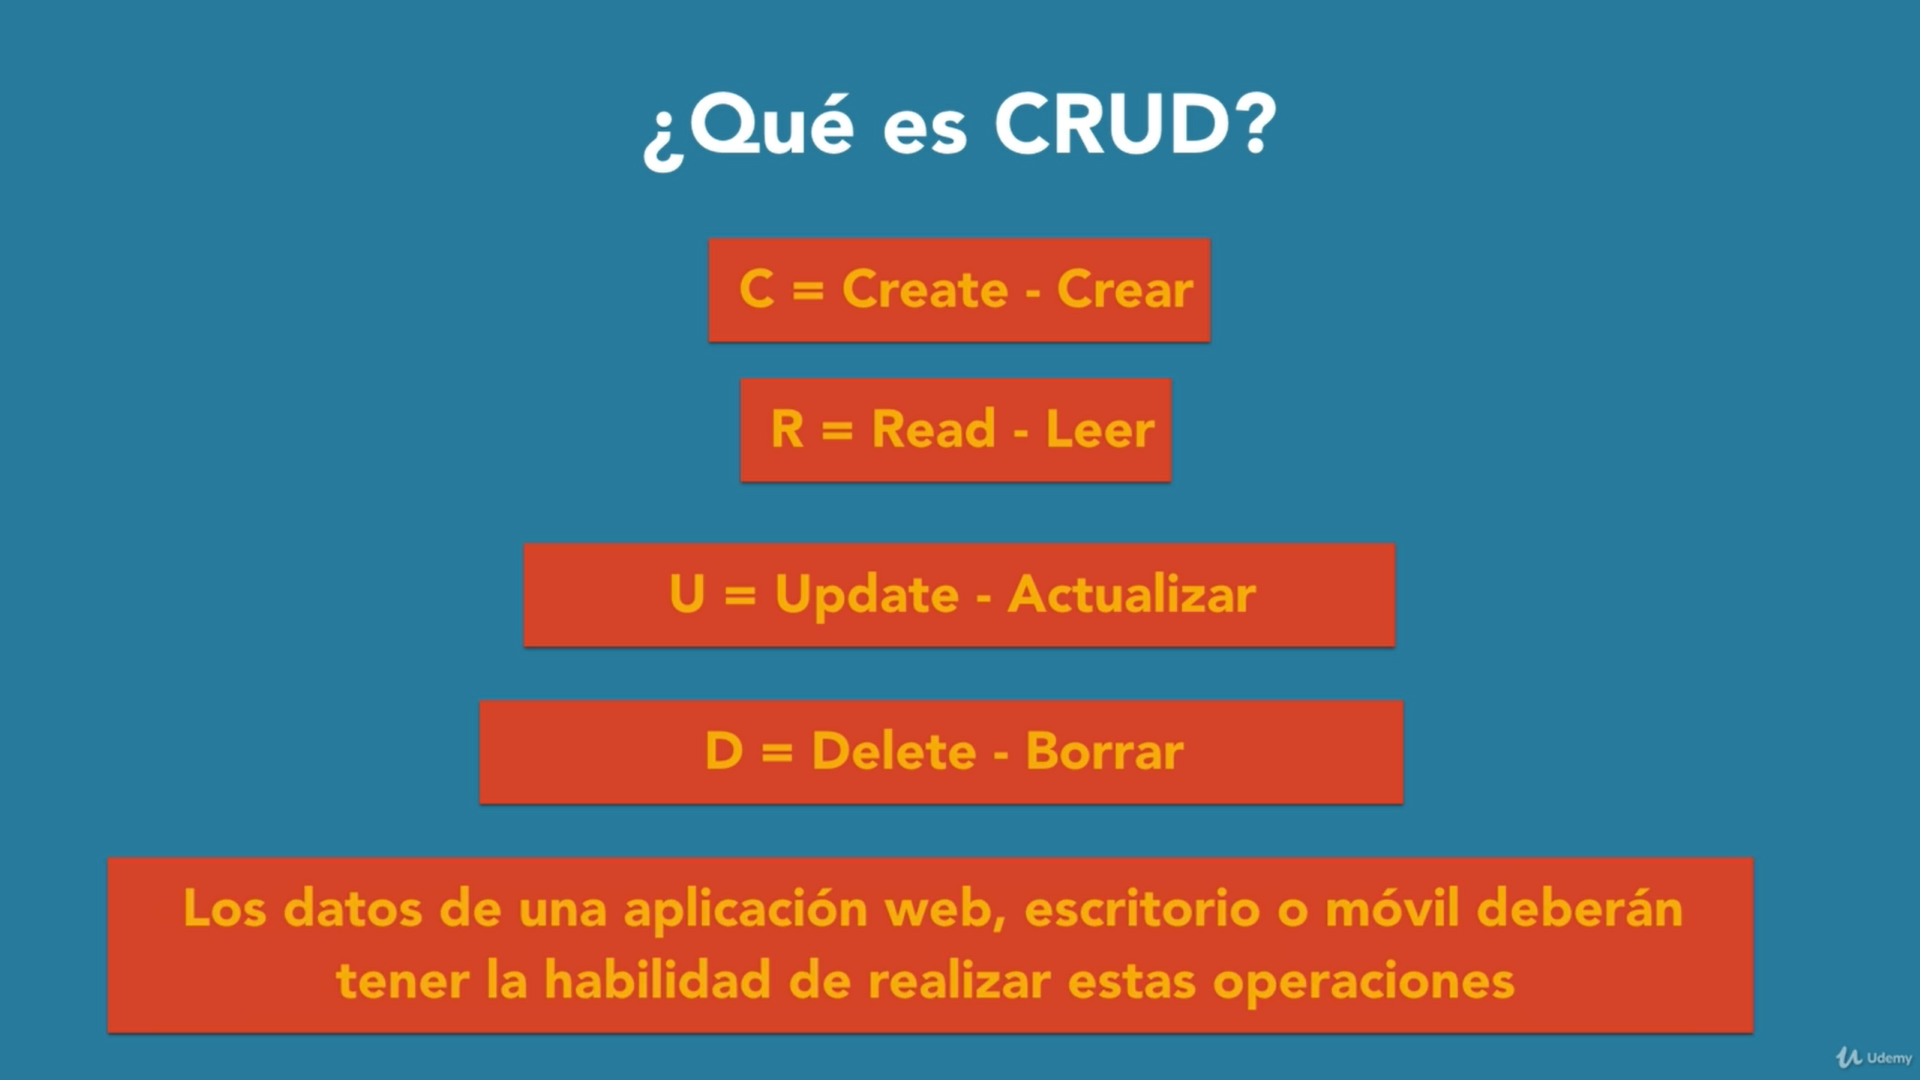 ¿Qué es CRUD?
C = Create - Crear
R = Read - Leer
U = Update - Actualizar
D = Delete - Borrar
Los datos de una aplicación web, escritorio o móvil deberán
tener la habilidad de realizar estas operaciones
Udemy